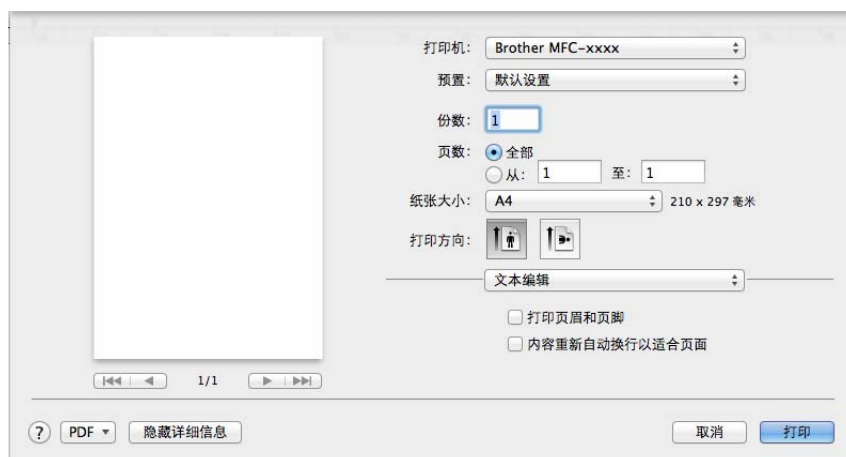 打印机： Brother MFC-xxxx
预置： 默认设置
份数： 1
页数： 全部
从： 1 至： 1
纸张大小： A4 210 x 297 毫米
打印方向：
文本编辑
打印页眉和页脚
内容重新自动换行以适合页面
1/1
? PDF 隐藏详细信息 取消 打印